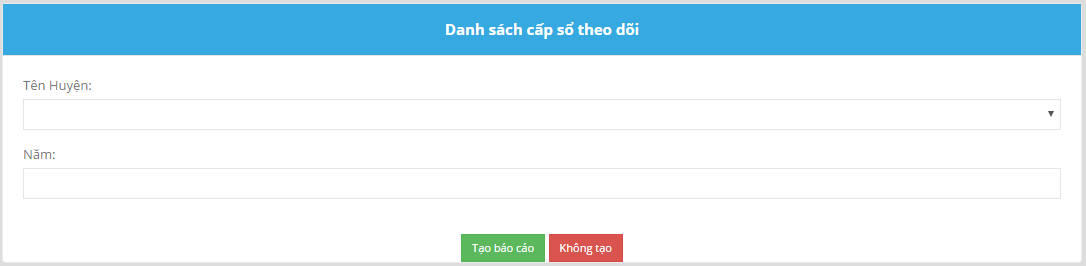 Danh sách cấp sổ theo dõi
Tên Huyện:
Năm:
Tạo báo cáo Không tạo